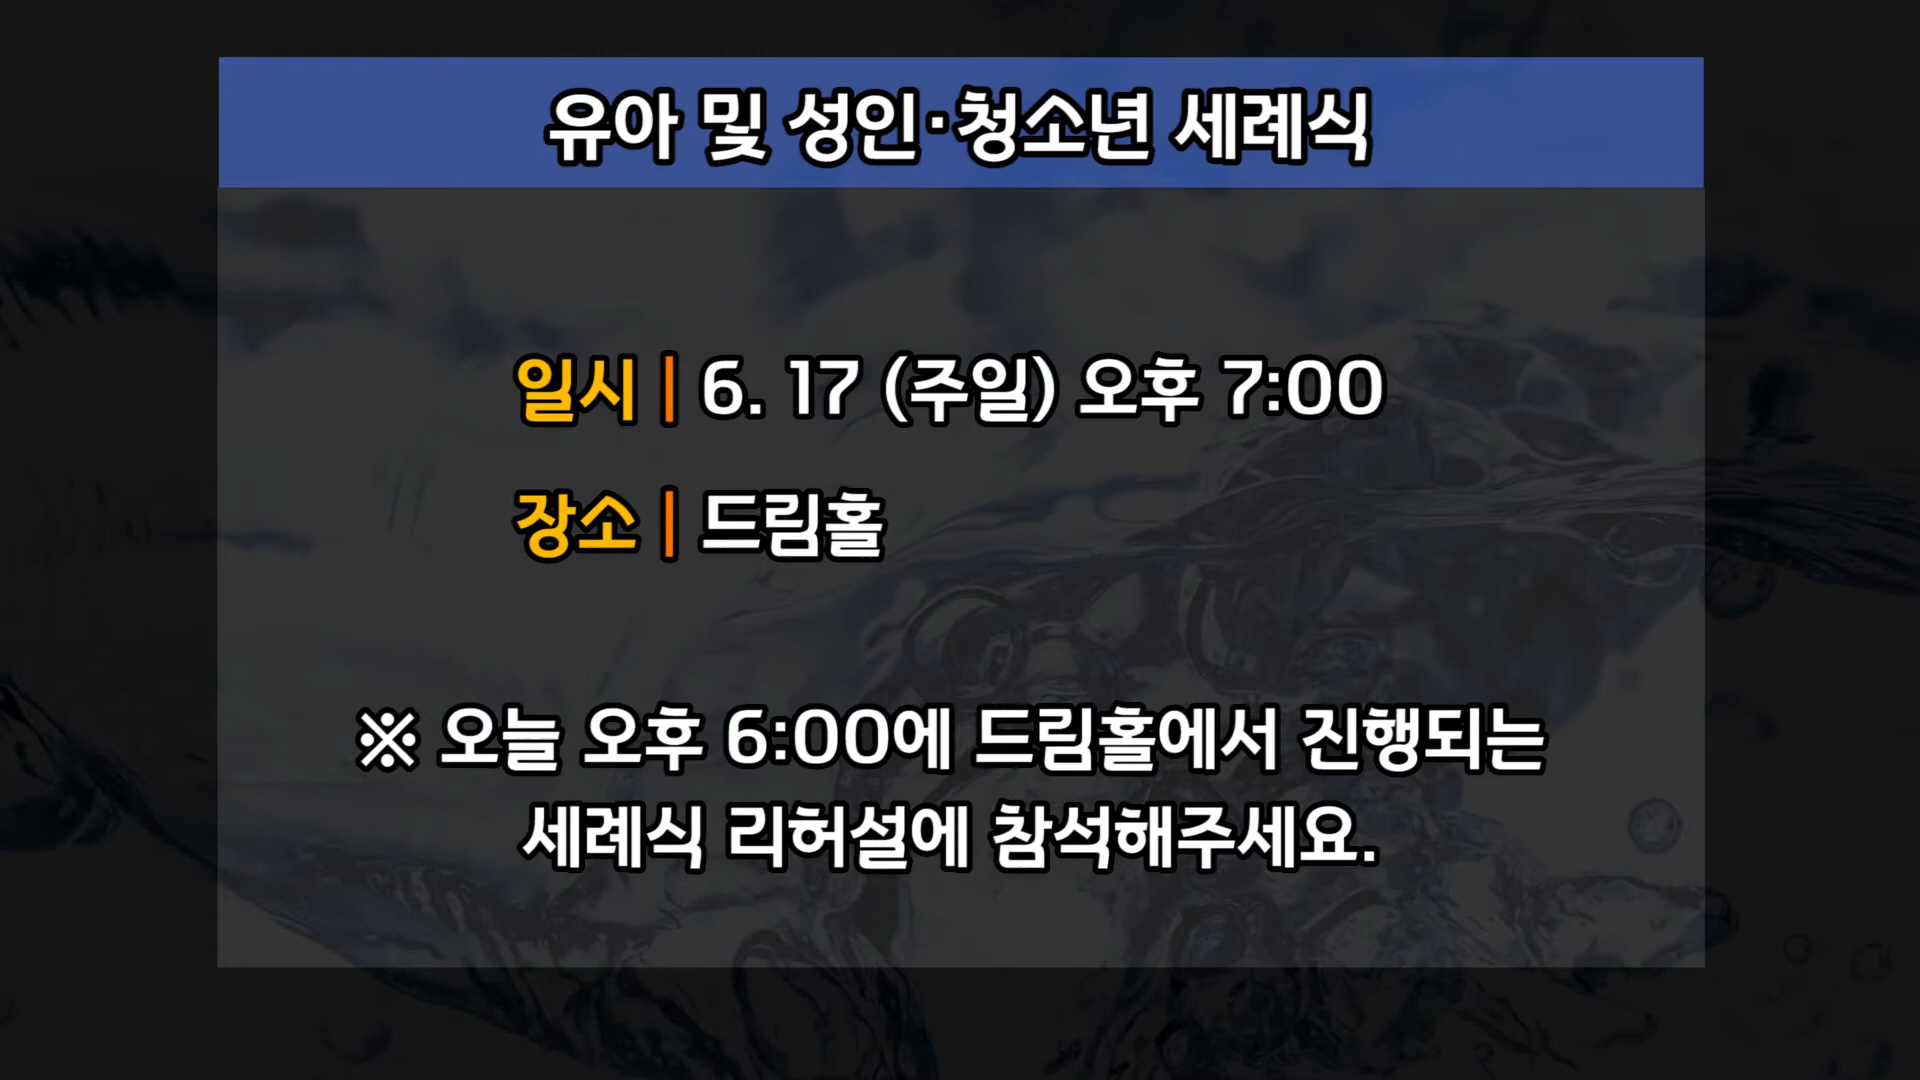 유아 및 성인·청소년 세례식
일시 | 6. 17 (주일) 오후 7:00
장소 | 드림홀
※ 오늘 오후 6:00에 드림홀에서 진행되는
세례식 리허설에 참석해주세요.